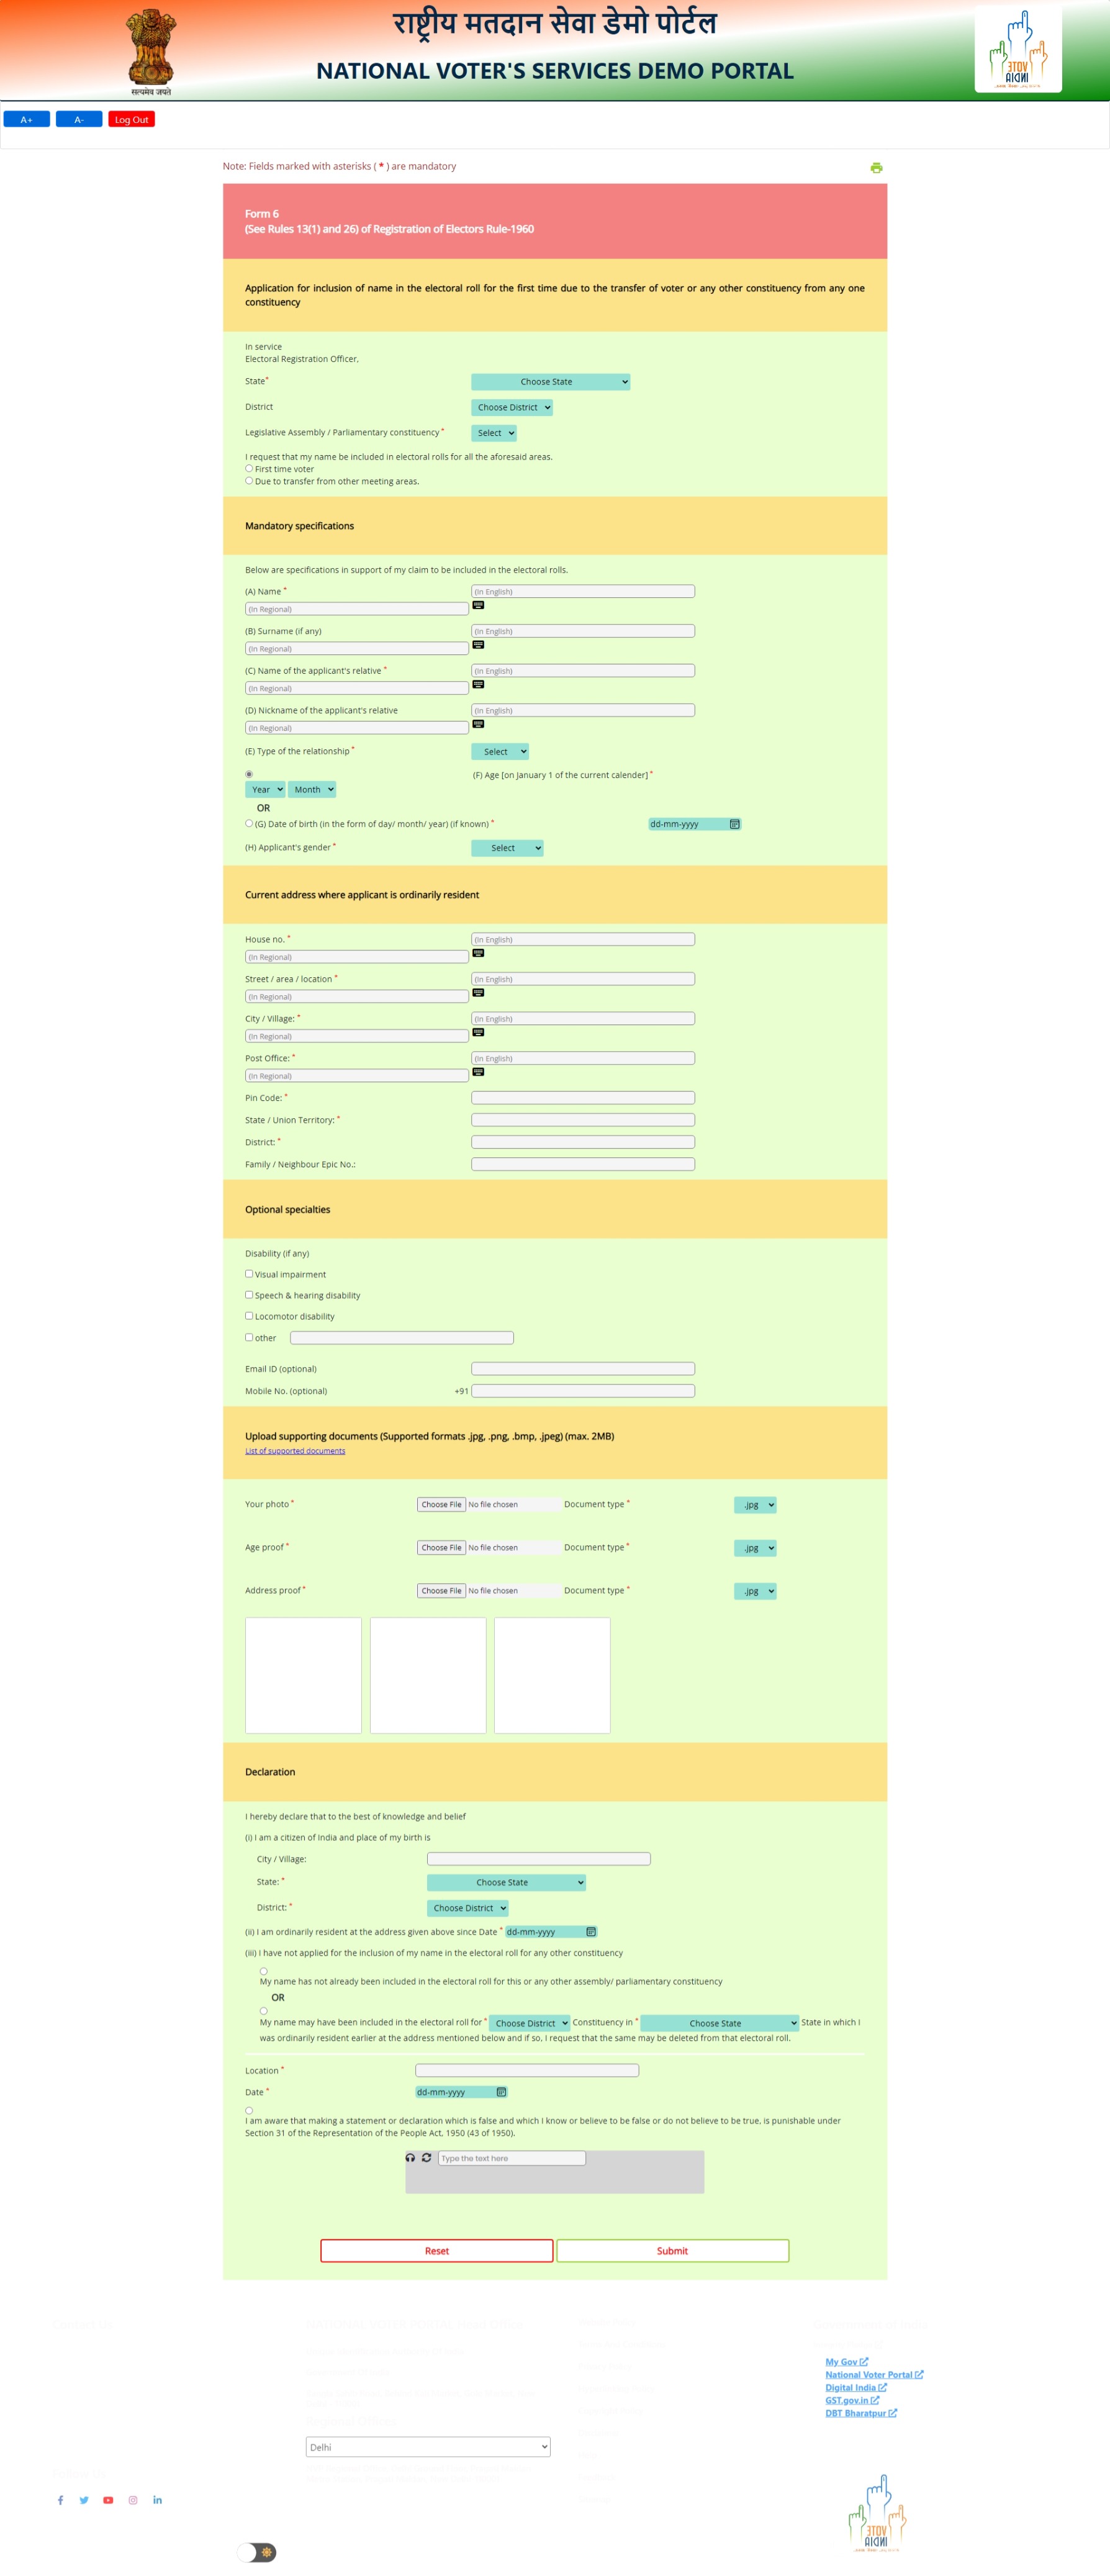 राष्ट्रीय मतदान सेवा डेमो पोर्टल
NATIONAL VOTER'S SERVICES DEMO PORTAL
सत्यमेव जयते
VOTE
INDIA
A+ A- Log Out
Note: Fields marked with asterisks ( * ) are mandatory
Form 6
(See Rules 13(1) and 26) of Registration of Electors Rule-1960
Application for inclusion of name in the electoral roll for the first time due to the transfer of voter or any other constituency from any one
constituency
In service
Electoral Registration Officer,
State* Choose State
District Choose District
Legislative Assembly / Parliamentary constituency * Select
I request that my name be included in electoral rolls for all the aforesaid areas.
First time voter
Due to transfer from other meeting areas.
Mandatory specifications
Below are specifications in support of my claim to be included in the electoral rolls.
(A) Name * (In English)
(In Regional)
(B) Surname (if any) (In English)
(In Regional)
(C) Name of the applicant's relative * (In English)
(In Regional)
(D) Nickname of the applicant's relative (In English)
(In Regional)
(E) Type of the relationship * Select
(F) Age [on January 1 of the current calender] *
Year Month
OR
(G) Date of birth (in the form of day/ month/ year) (if known) * dd-mm-yyyy
(H) Applicant's gender * Select
Current address where applicant is ordinarily resident
House no. * (In English)
(In Regional)
Street / area / location * (In English)
(In Regional)
City / Village: * (In English)
(In Regional)
Post Office: * (In English)
(In Regional)
Pin Code: *
State / Union Territory: *
District: *
Family / Neighbour Epic No.:
Optional specialties
Disability (if any)
Visual impairment
Speech & hearing disability
Locomotor disability
other
Email ID (optional)
Mobile No. (optional) +91
Upload supporting documents (Supported formats .jpg, .png, .bmp, .jpeg) (max. 2MB)
List of supported documents
Your photo * Choose File No file chosen Document type * .jpg
Age proof * Choose File No file chosen Document type * .jpg
Address proof * Choose File No file chosen Document type * .jpg
Declaration
I hereby declare that to the best of knowledge and belief
(i) I am a citizen of India and place of my birth is
City / Village:
State: * Choose State
District: * Choose District
(ii) I am ordinarily resident at the address given above since Date * dd-mm-yyyy
(iii) I have not applied for the inclusion of my name in the electoral roll for any other constituency
My name has not already been included in the electoral roll for this or any other assembly/ parliamentary constituency
OR
My name may have been included in the electoral roll for * Choose District Constituency in * Choose State State in which I
was ordinarily resident earlier at the address mentioned below and if so, I request that the same may be deleted from that electoral roll.
Location *
Date * dd-mm-yyyy
I am aware that making a statement or declaration which is false and which I know or believe to be false or do not believe to be true, is punishable under
Section 31 of the Representation of the People Act, 1950 (43 of 1950).
Type the text here
Reset Submit
My Gov
National Voter Portal
Digital India
GST.gov.in
DBT Bharatpur
Delhi
VOTE
INDIA